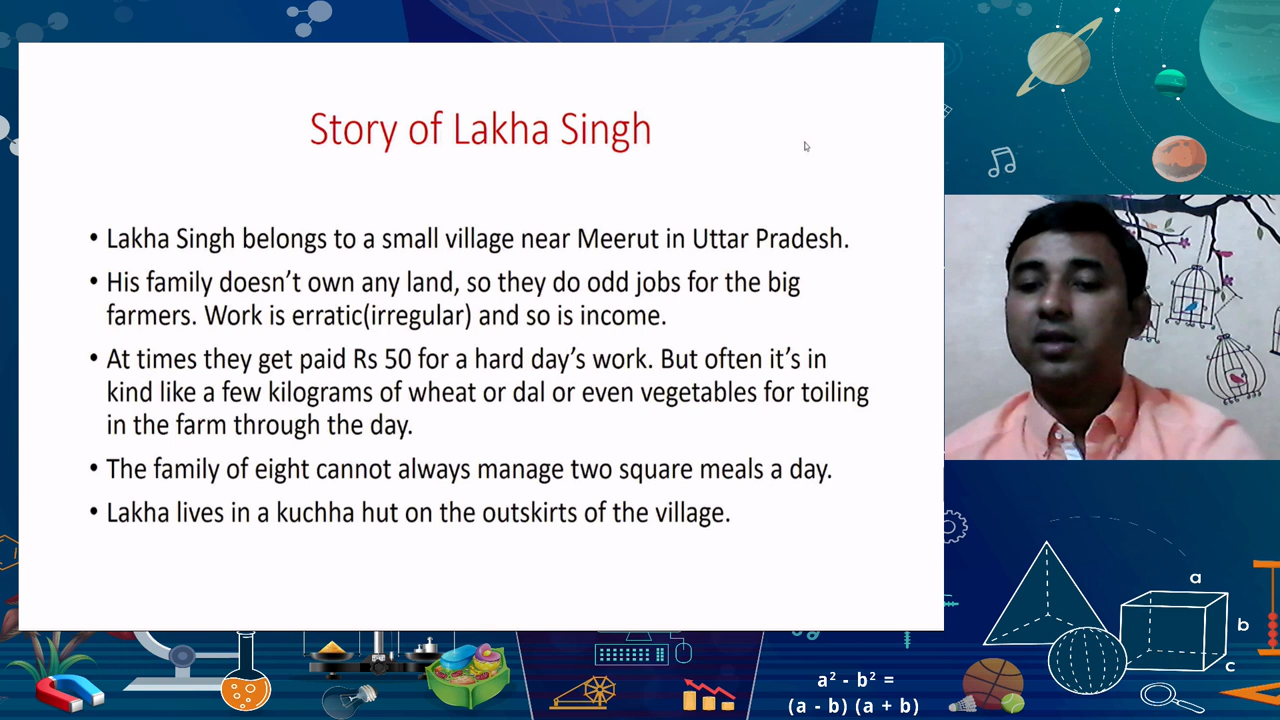 Story of Lakha Singh
• Lakha Singh belongs to a small village near Meerut in Uttar Pradesh.
• His family doesn’t own any land, so they do odd jobs for the big
farmers. Work is erratic(irregular) and so is income.
• At times they get paid Rs 50 for a hard day’s work. But often it’s in
kind like a few kilograms of wheat or dal or even vegetables for toiling
in the farm through the day.
• The family of eight cannot always manage two square meals a day.
• Lakha lives in a kuchha hut on the outskirts of the village.
a
b
c
a² - b² =
(a - b) (a + b)